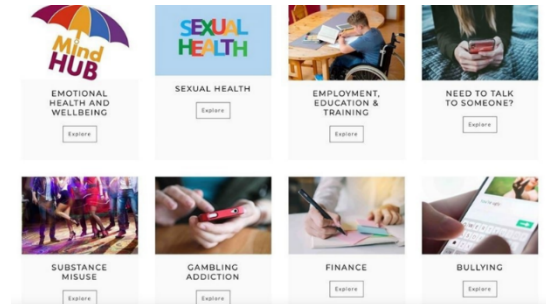 Mind
HUB
SEXUAL
HEALTH
EMOTIONAL
HEALTH AND
WELLBEING
Explore
SEXUAL HEALTH
Explore
EMPLOYMENT,
EDUCATION &
TRAINING
Explore
NEED TO TALK
TO SOMEONE?
Explore
SUBSTANCE
MISUSE
Explore
GAMBLING
ADDICTION
Explore
FINANCE
Explore
BULLYING
Explore